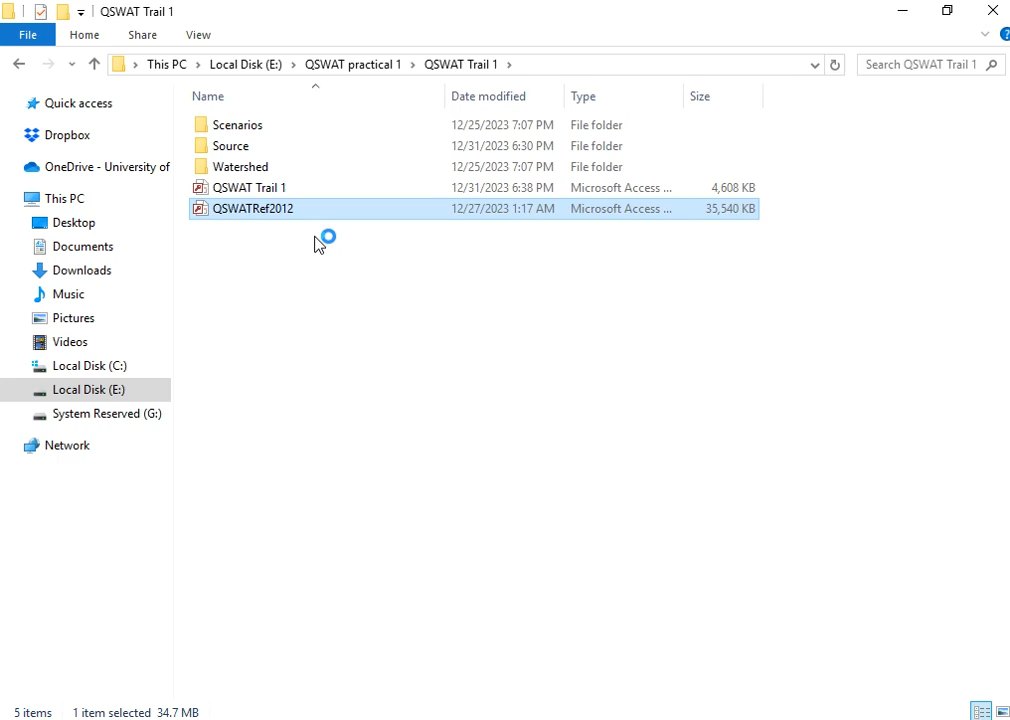 QSWAT Trail 1
File Home Share View
This PC Local Disk (E:) QSWAT practical 1 QSWAT Trail 1 Search QSWAT Trail 1
Name Date modified Type Size
Quick access
Dropbox
OneDrive - University of
This PC
Desktop
Documents
Downloads
Music
Pictures
Videos
Local Disk (C:)
Local Disk (E:)
System Reserved (G:)
Network
Scenarios 12/25/2023 7:07 PM File folder
Source 12/31/2023 6:30 PM File folder
Watershed 12/25/2023 7:07 PM File folder
QSWAT Trail 1 12/31/2023 6:38 PM Microsoft Access ... 4,608 KB
QSWATRef2012 12/27/2023 1:17 AM Microsoft Access ... 35,540 KB
5 items 1 item selected 34.7 MB